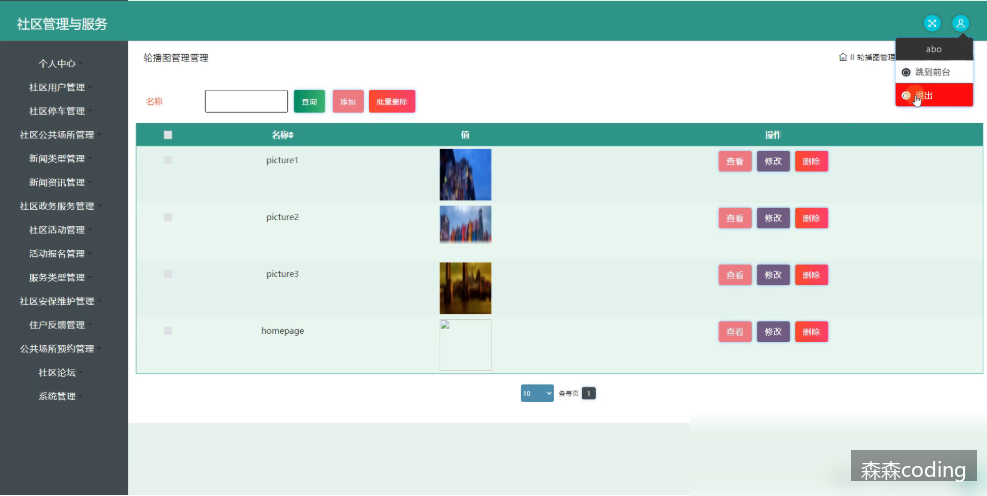 社区管理与服务
abo
跳到前台
退出
个人中心
社区用户管理
社区停车管理
社区公共场所管理
新闻类型管理
新闻资讯管理
社区政务服务管理
社区活动管理
活动报名管理
服务类型管理
社区安保维护管理
住户反馈管理
公共场所预约管理
社区论坛
系统管理
轮播图管理管理
轮播图管理
名称 查询 添加 批量删除
名称 值 操作
picture1 查看 修改 删除
picture2 查看 修改 删除
picture3 查看 修改 删除
homepage 查看 修改 删除
10 条每页 1
森森coding